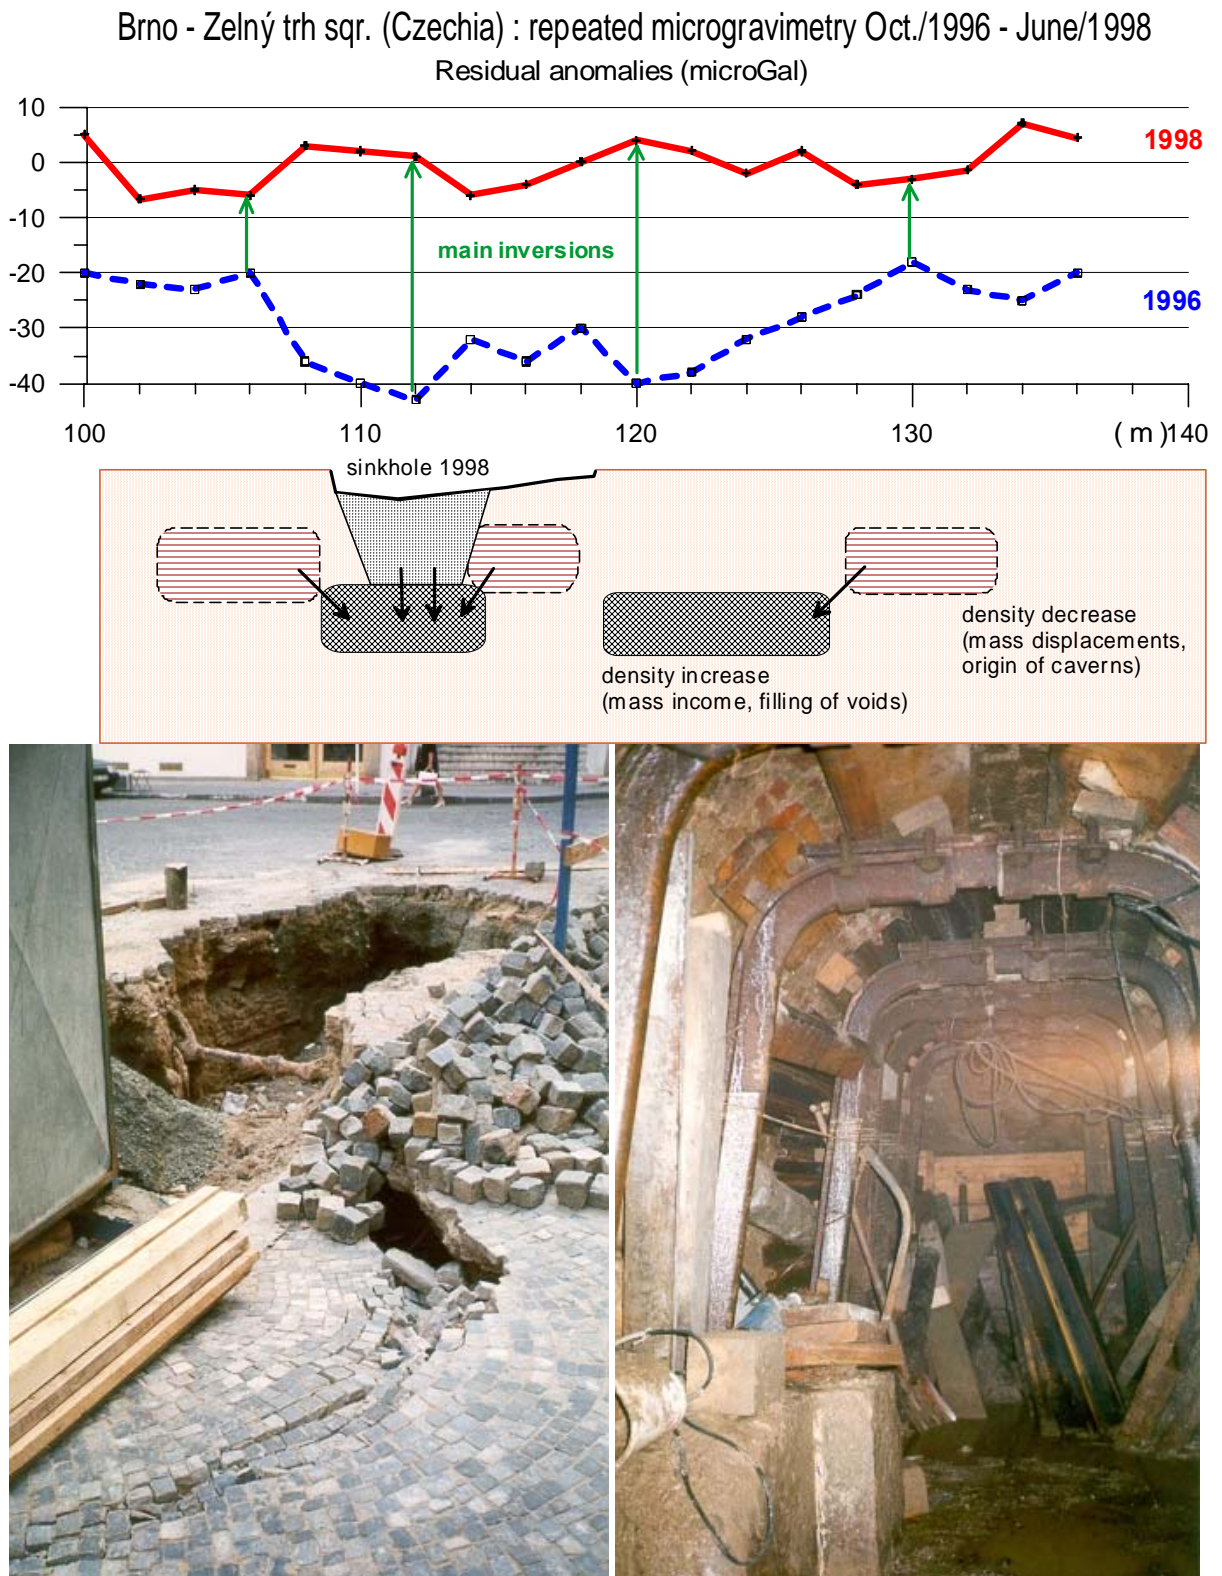 Brno - Zelný trh sqr. (Czechia) : repeated microgravimetry Oct./1996 - June/1998
Residual anomalies (microGal)
10
0
-10
-20
-30
-40
1998
main inversions
1996
100
110
120
130
( m )
140
sinkhole 1998
density decrease
(mass displacements,
origin of caverns)
density increase
(mass income, filling of voids)